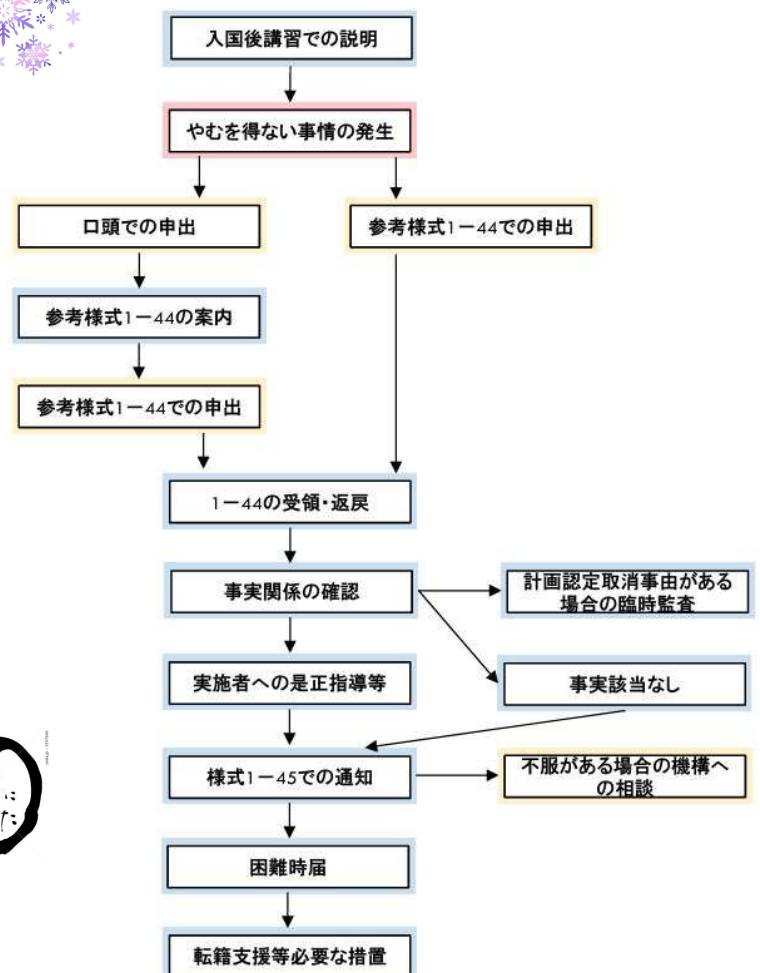 入国後講習での説明
やむを得ない事情の発生
口頭での申出
参考様式1ー44での申出
参考様式1ー44の案内
参考様式1ー44での申出
1ー44の受領・返戻
事実関係の確認
計画認定取消事由がある
場合の臨時監査
実施者への是正指導等
事実該当なし
様式1ー45での通知
不服がある場合の機構へ
の相談
困難時届
転籍支援等必要な措置